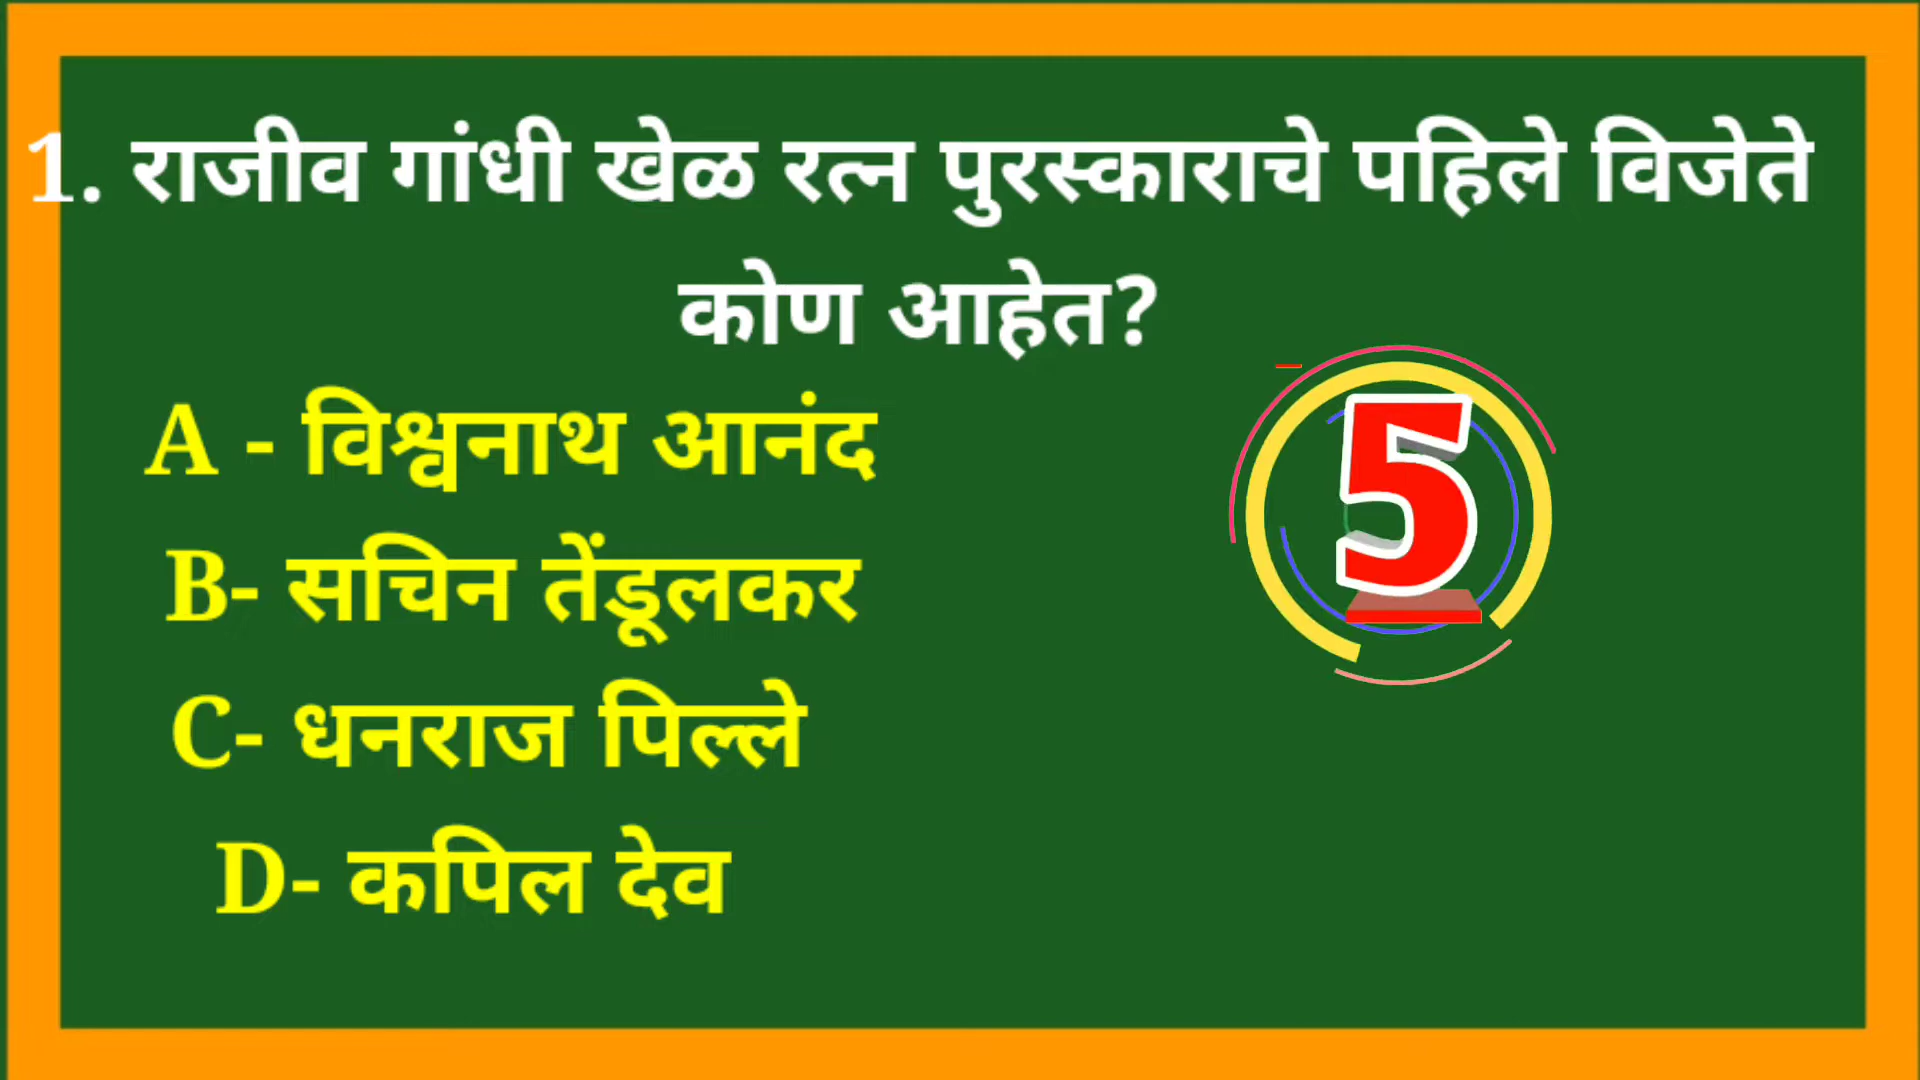 1. राजीव गांधी खेळ रत्न पुरस्काराचे पहिले विजेते
कोण आहेत?
A - विश्वनाथ आनंद
B- सचिन तेंडूलकर
C- धनराज पिल्ले
D- कपिल देव
5